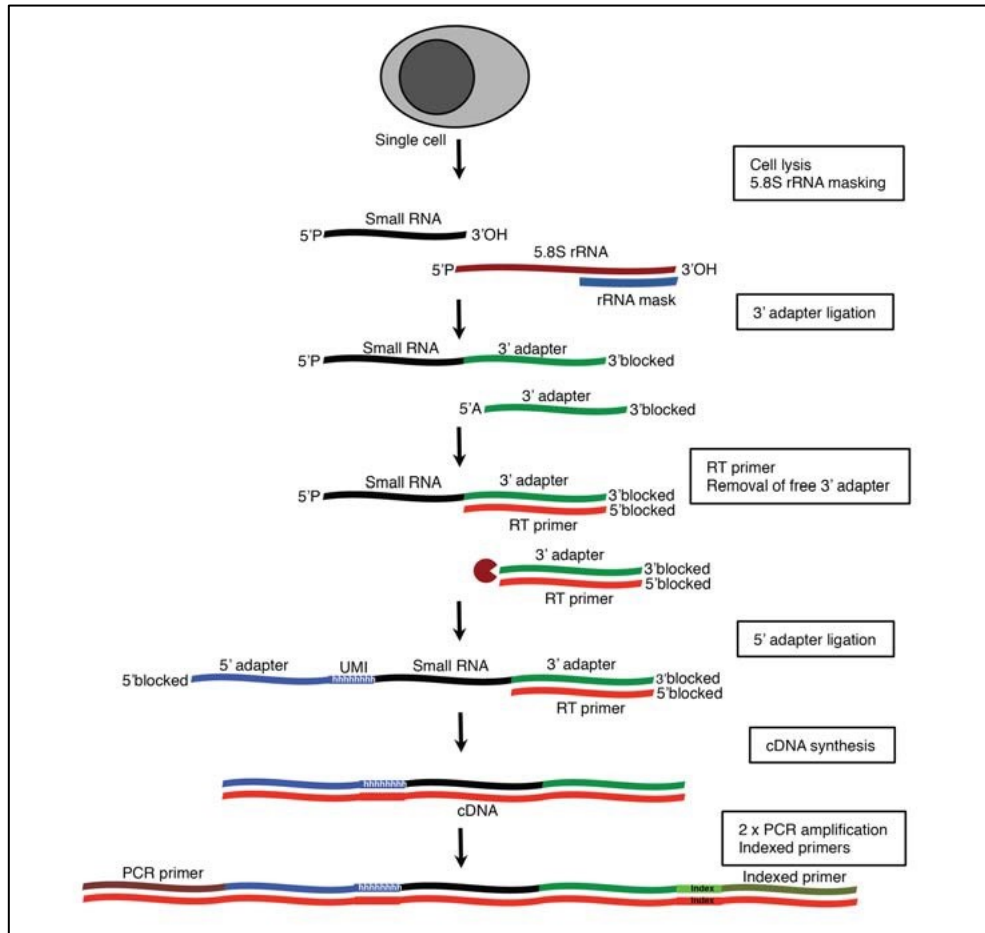 Single cell
Cell lysis
5.8S rRNA masking
Small RNA
5'P 3'OH
5.8S rRNA
5'P 3'OH
rRNA mask
3' adapter ligation
Small RNA 3' adapter
5'P 3'blocked
3' adapter
5'A 3'blocked
RT primer
Removal of free 3' adapter
Small RNA 3' adapter
5'P 3'blocked
5'blocked
RT primer
3' adapter
3'blocked
5'blocked
RT primer
5' adapter ligation
5' adapter UMI Small RNA 3' adapter
5'blocked hhhhhhhh 3'blocked
5'blocked
RT primer
cDNA synthesis
hhhhhhhh
cDNA
2 x PCR amplification
Indexed primers
PCR primer Indexed primer
hhhhhhhh Index
Index